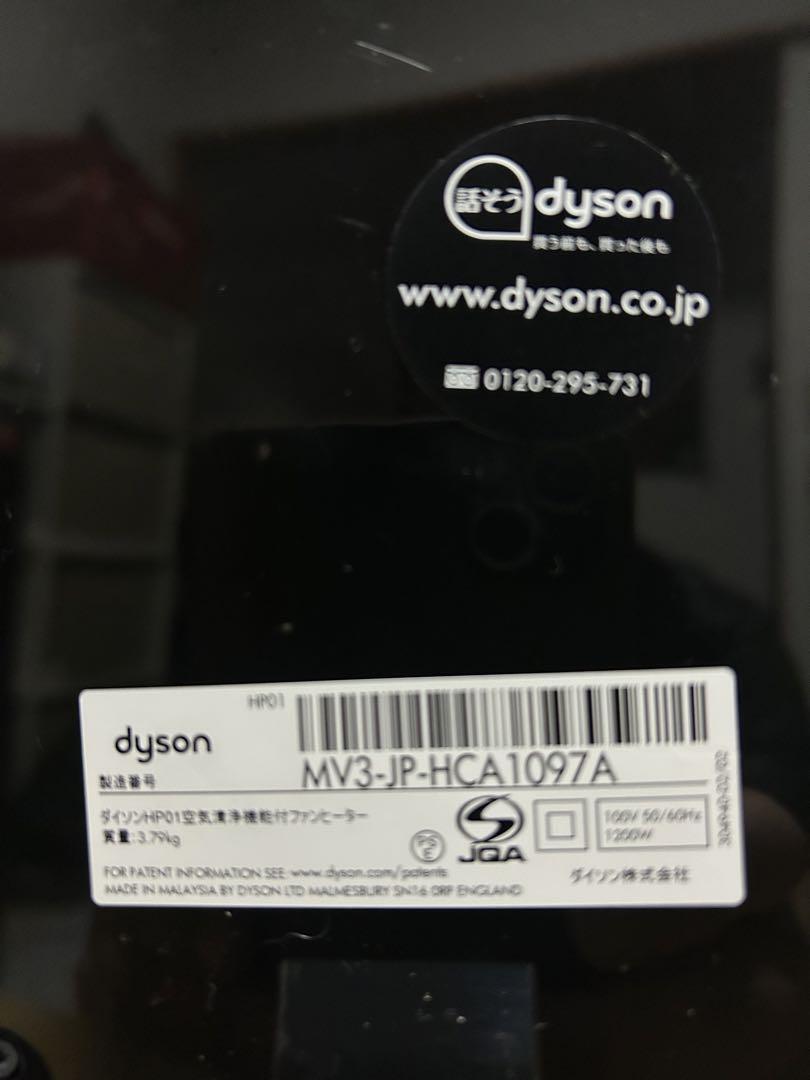 話そう dyson
買う前も、買った後も
www.dyson.co.jp
0120-295-731
HP01
dyson
製造番号 MV3-JP-HCA1097A
ダイソンHP01空気清浄機能付ファンヒーター
質量:3.79kg
PS
E
JQA
100V 50/60Hz
1200W
FOR PATENT INFORMATION SEE: www.dyson.com/patents
MADE IN MALAYSIA BY DYSON LTD MALMESBURY SN16 0RP ENGLAND
ダイソン株式会社